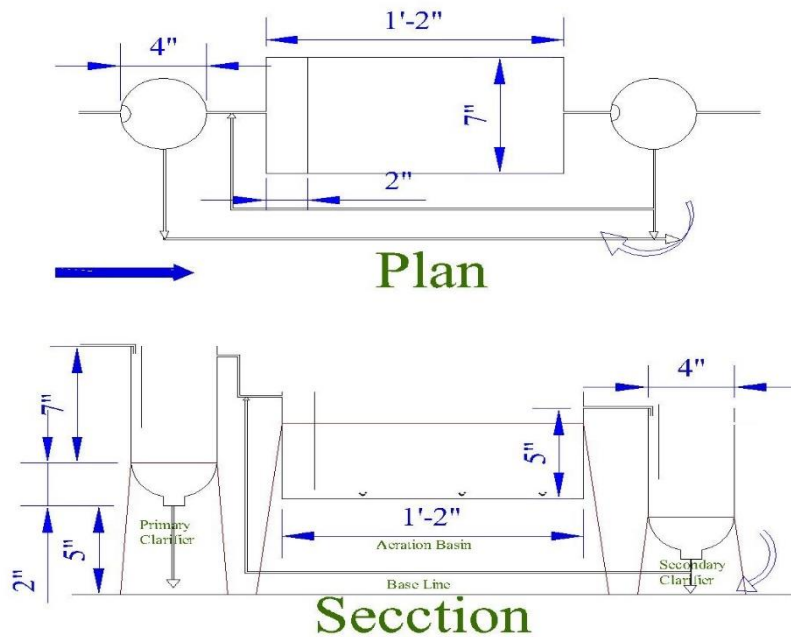 1'-2"
4"
7"
2"
Plan
7"
4"
5"
2"
5"
1'-2"
Primary
Clarifier
Aeration Basin
Secondary
Clarifier
Base Line
Secction